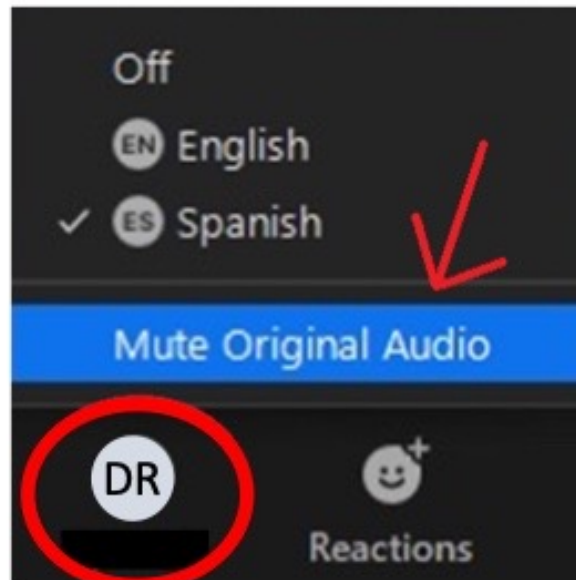 Off
EN English
ES Spanish
Mute Original Audio
DR
Reactions